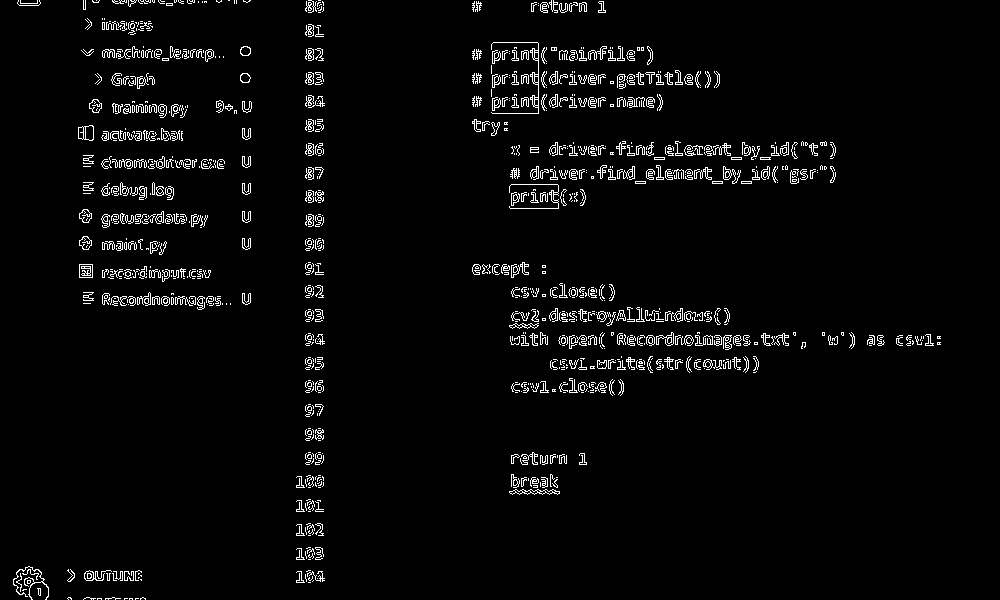 images
machine_learnp...
Graph
training.py 9+, U
activate.bat U
chromedriver.exe U
debug.log U
getuserdata.py U
main1.py U
recordinput.csv
Recordnoimages... U
OUTLINE
1
80 # return 1
81
82 # print("mainfile")
83 # print(driver.getTitle())
84 # print(driver.name)
85 try:
86 x = driver.find_element_by_id("t")
87 # driver.find_element_by_id("gsr")
88 print(x)
89
90
91 except :
92 csv.close()
93 cv2.destroyAllWindows()
94 with open('Recordnoimages.txt', 'w') as csv1:
95 csv1.write(str(count))
96 csv1.close()
97
98
99 return 1
100 break
101
102
103
104